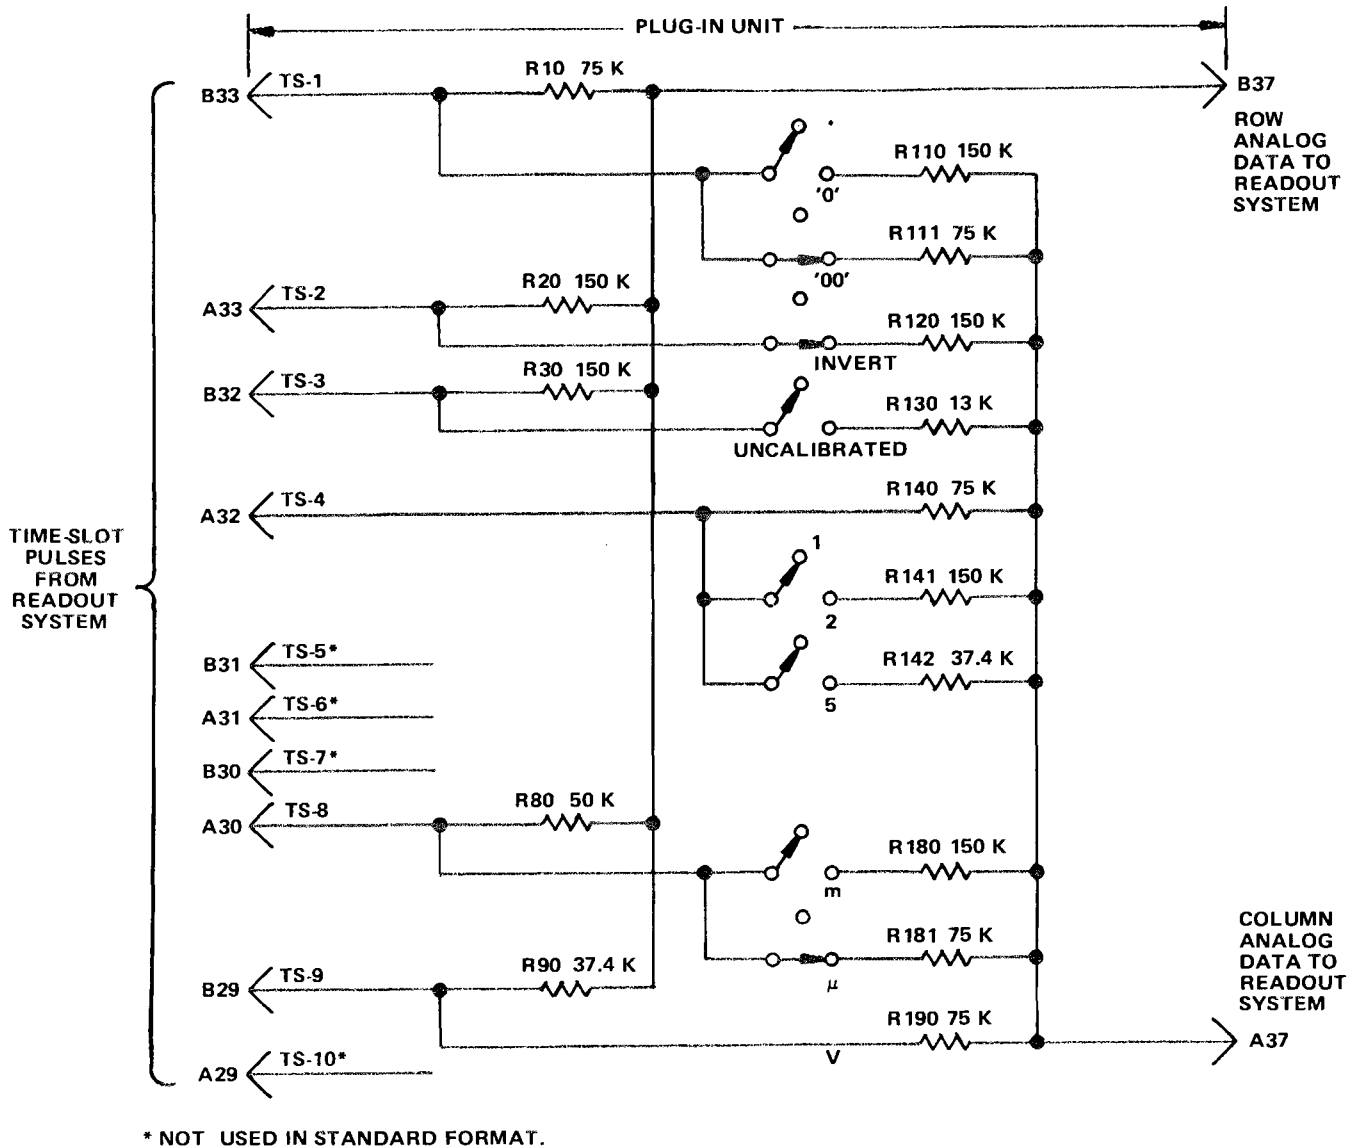 PLUG-IN UNIT
B33 TS-1
R10 75 K
B37
ROW
ANALOG
DATA TO
READOUT
SYSTEM
R110 150 K
'0'
R111 75 K
'00'
A33 TS-2
R20 150 K
R120 150 K
INVERT
B32 TS-3
R30 150 K
R130 13 K
UNCALIBRATED
A32 TS-4
R140 75 K
TIME-SLOT
PULSES
FROM
READOUT
SYSTEM
1
R141 150 K
2
R142 37.4 K
5
B31 TS-5*
A31 TS-6*
B30 TS-7*
A30 TS-8
R80 50 K
R180 150 K
m
R181 75 K
μ
COLUMN
ANALOG
DATA TO
READOUT
SYSTEM
B29 TS-9
R90 37.4 K
R190 75 K
V
A37
A29 TS-10*
* NOT USED IN STANDARD FORMAT.